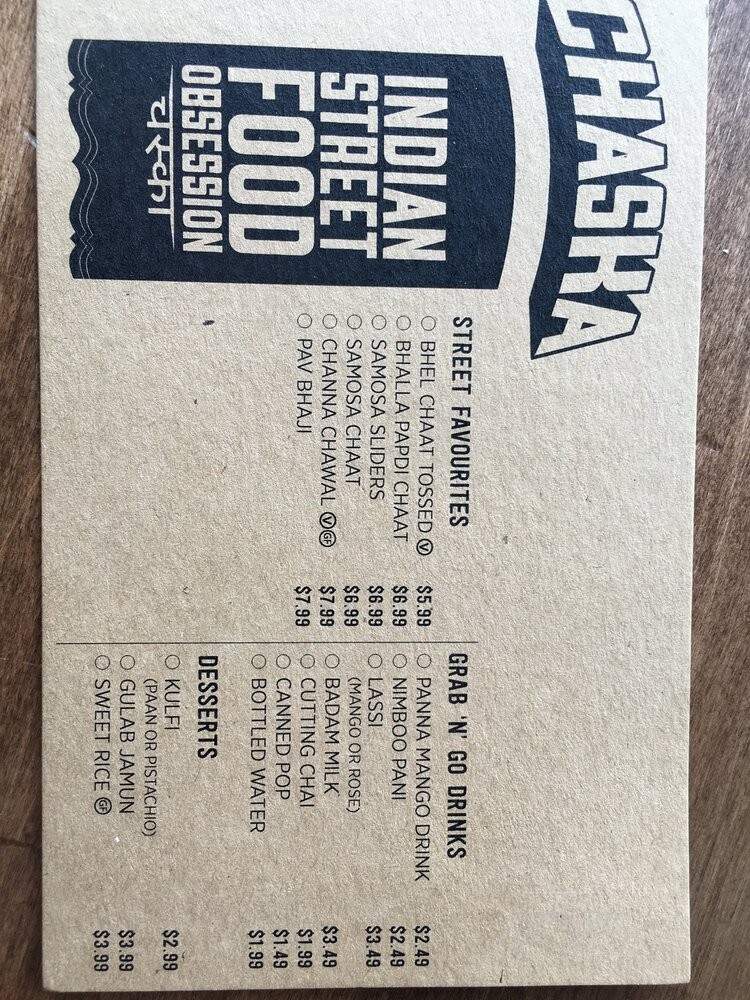 CHASKA
INDIAN
STREET
FOOD
OBSESSION
चस्का
STREET FAVOURITES
BHEL CHAAT TOSSED V $5.99
BHALLA PAPDI CHAAT $6.99
SAMOSA SLIDERS $6.99
SAMOSA CHAAT $6.99
CHANNA CHAWAL V GF $7.99
PAV BHAJI $7.99
GRAB 'N' GO DRINKS
PANNA MANGO DRINK $2.49
NIMBOO PANI $2.49
LASSI $3.49
(MANGO OR ROSE)
BADAM MILK $3.49
CUTTING CHAI $1.99
CANNED POP $1.49
BOTTLED WATER $1.99
DESSERTS
KULFI $2.99
(PAAN OR PISTACHIO)
GULAB JAMUN $3.99
SWEET RICE GF $3.99